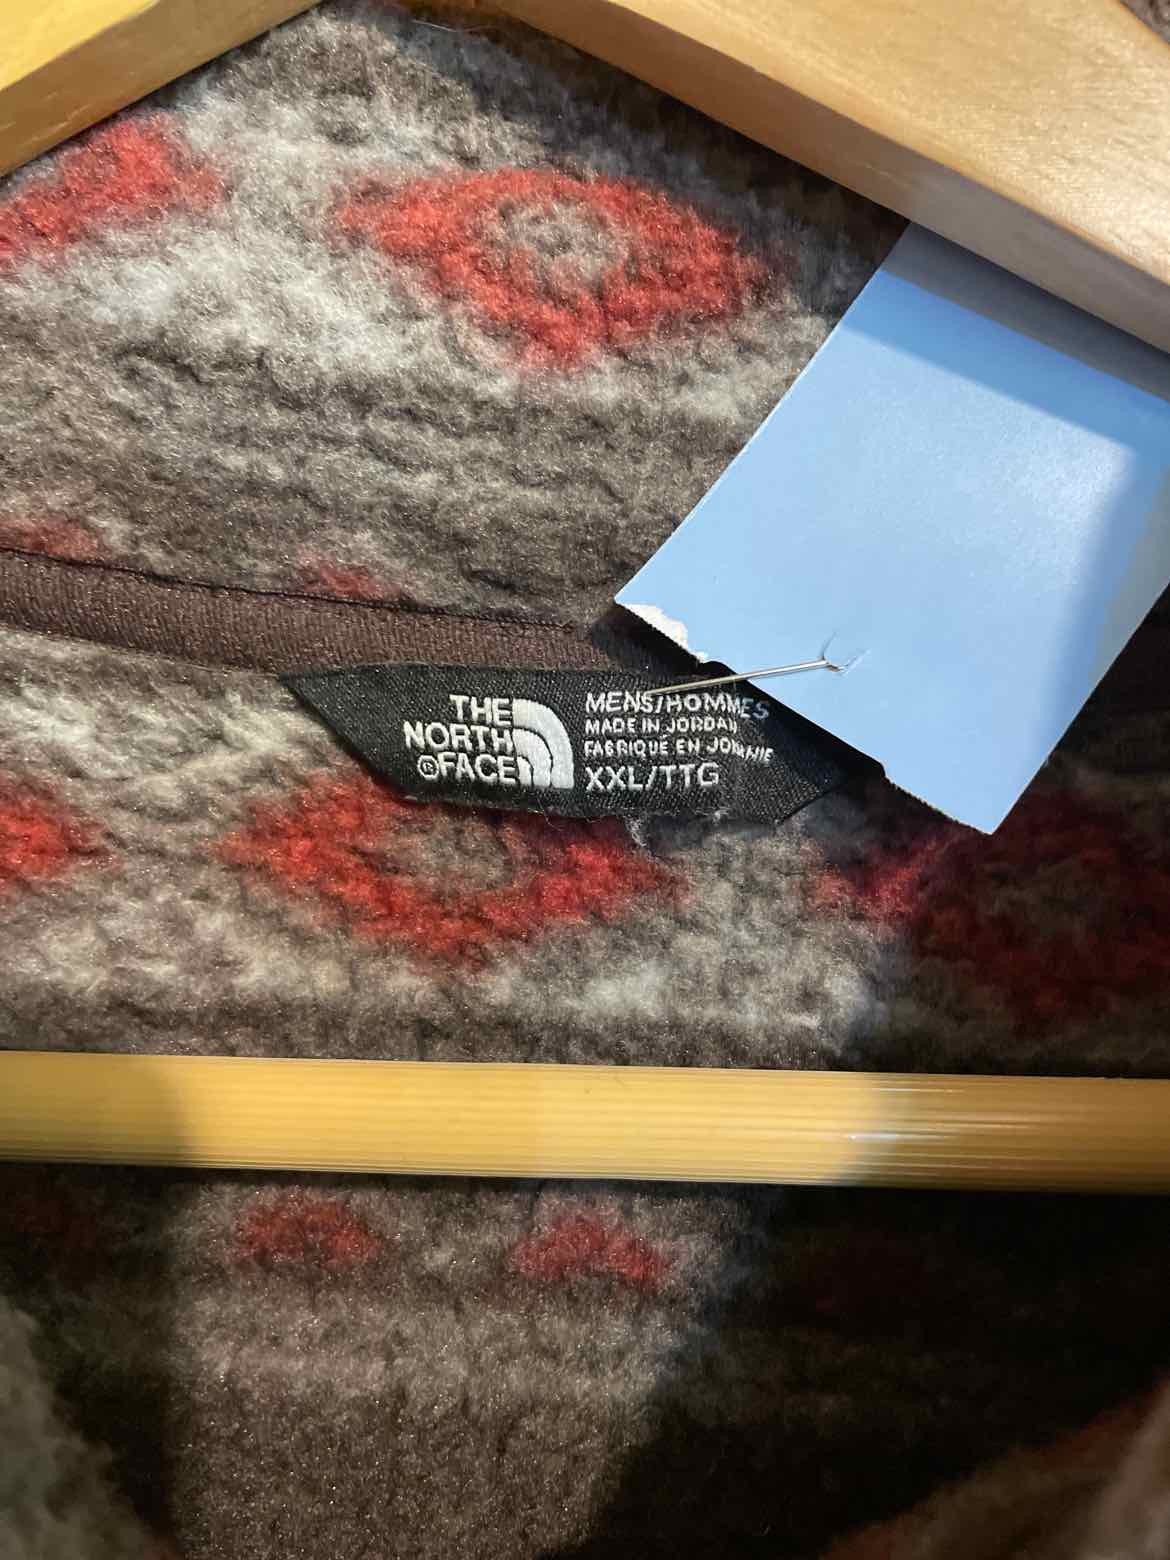 THE
NORTH
®FACE
MENS/HOMMES
MADE IN JORDAN
FABRIQUÉ EN JORDANIE
XXL/TTG